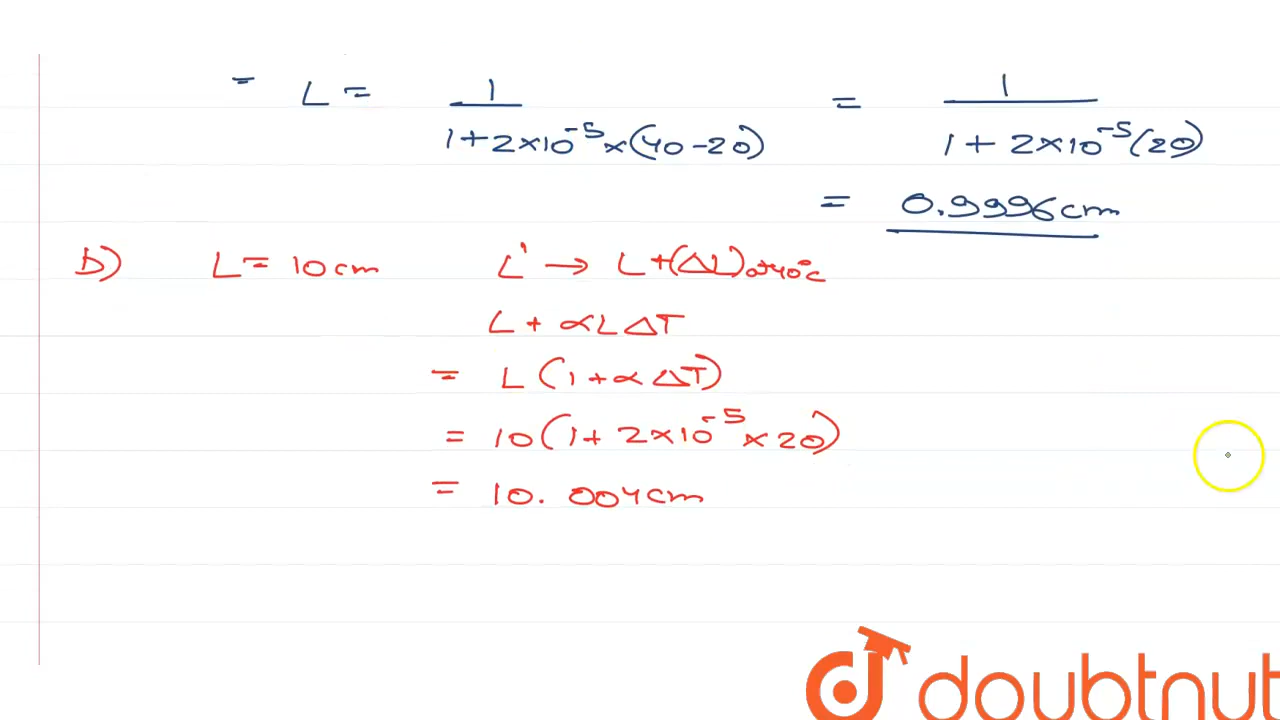 = L = 1 / 1+2×10⁻⁵×(40-20) = 1 / 1+2×10⁻⁵(20)
= 0.9996cm
D) L = 10cm L' → L+(ΔL)at40°C
L + αLΔT
= L(1+αΔT)
= 10(1+2×10⁻⁵×20)
= 10.004cm
doubtnut